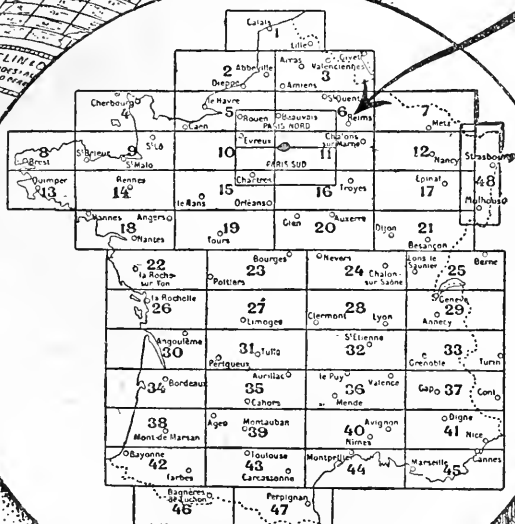 Calais 1
Lille
2 Abbeville
Dieppe
Arras
3 Valenciennes
Givet
Amiens
Cherbourg
4
le Havre
5
Caen
Rouen
Beauvais
PARIS NORD
St Quentin
6
Reims
7
Metz
8
Brest
St Brieuc
9
St Malo
St Lô
10
Evreux
PARIS SUD
11
Chalons
sur Marne
12
Nancy
Strasbourg
48
Mulhouse
Quimper
13
Rennes
14
15
le Mans
Chartres
Orléans
16
Troyes
Epinal
17
Vannes
18
Angers
Nantes
19
Tours
Gien
20
Auxerre
Dijon
21
Besançon
22
la Roche
sur Yon
Bourges
23
Poitiers
Nevers
24
Chalon-
sur Saône
Lons le
Saunier
25
Berne
la Rochelle
26
27
Limoges
28
Clermont
Lyon
Genève
29
Annecy
Angoulême
30
31
Tulle
Périgueux
St Etienne
32
33
Grenoble
Turin
34
Bordeaux
Aurillac
35
Cahors
le Puy
36
Valence
Mende
Gap
37
Coni
38
Mont de Marsan
Agen
Montauban
39
Avignon
40
Nîmes
Digne
41
Nice
Bayonne
42
Tarbes
Toulouse
43
Carcassonne
Montpellier
44
Marseille
45
Cannes
Bagnères
de Luchon
46
Perpignan
47